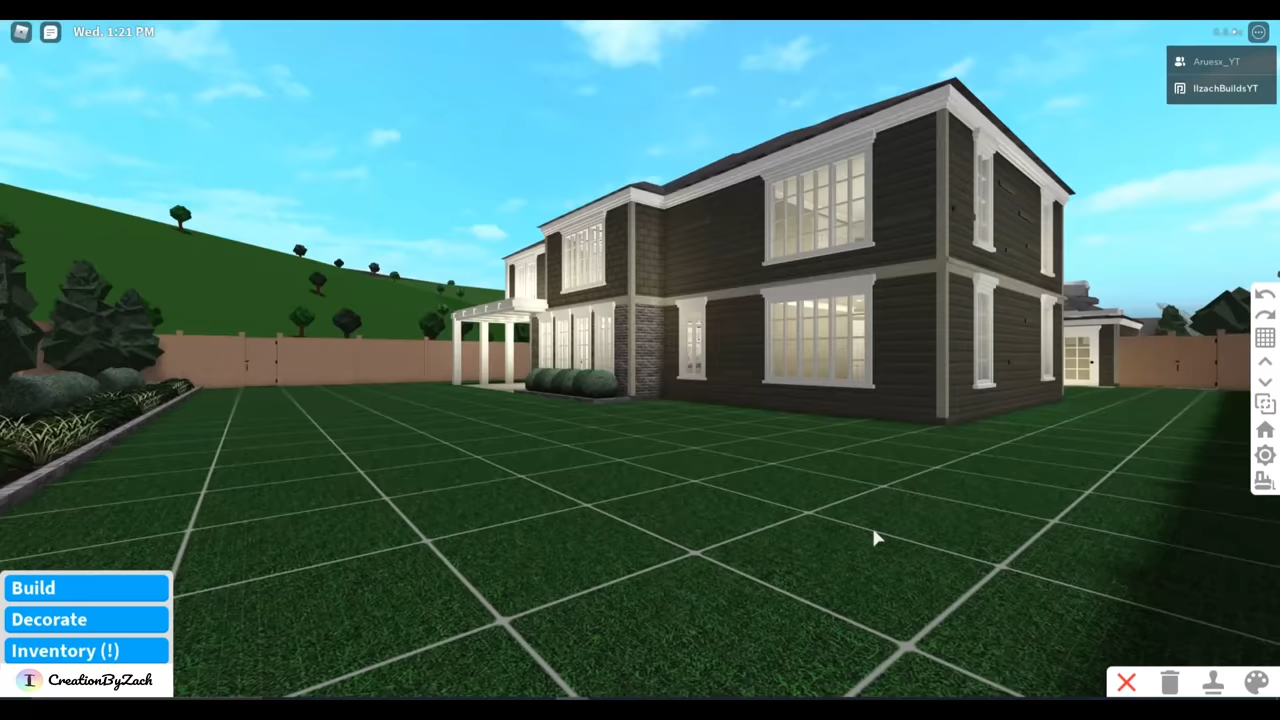 Wed. 1:21 PM
Aruesx_YT
IlzachBuildsYT
Build
Decorate
Inventory (!)
I CreationByZach